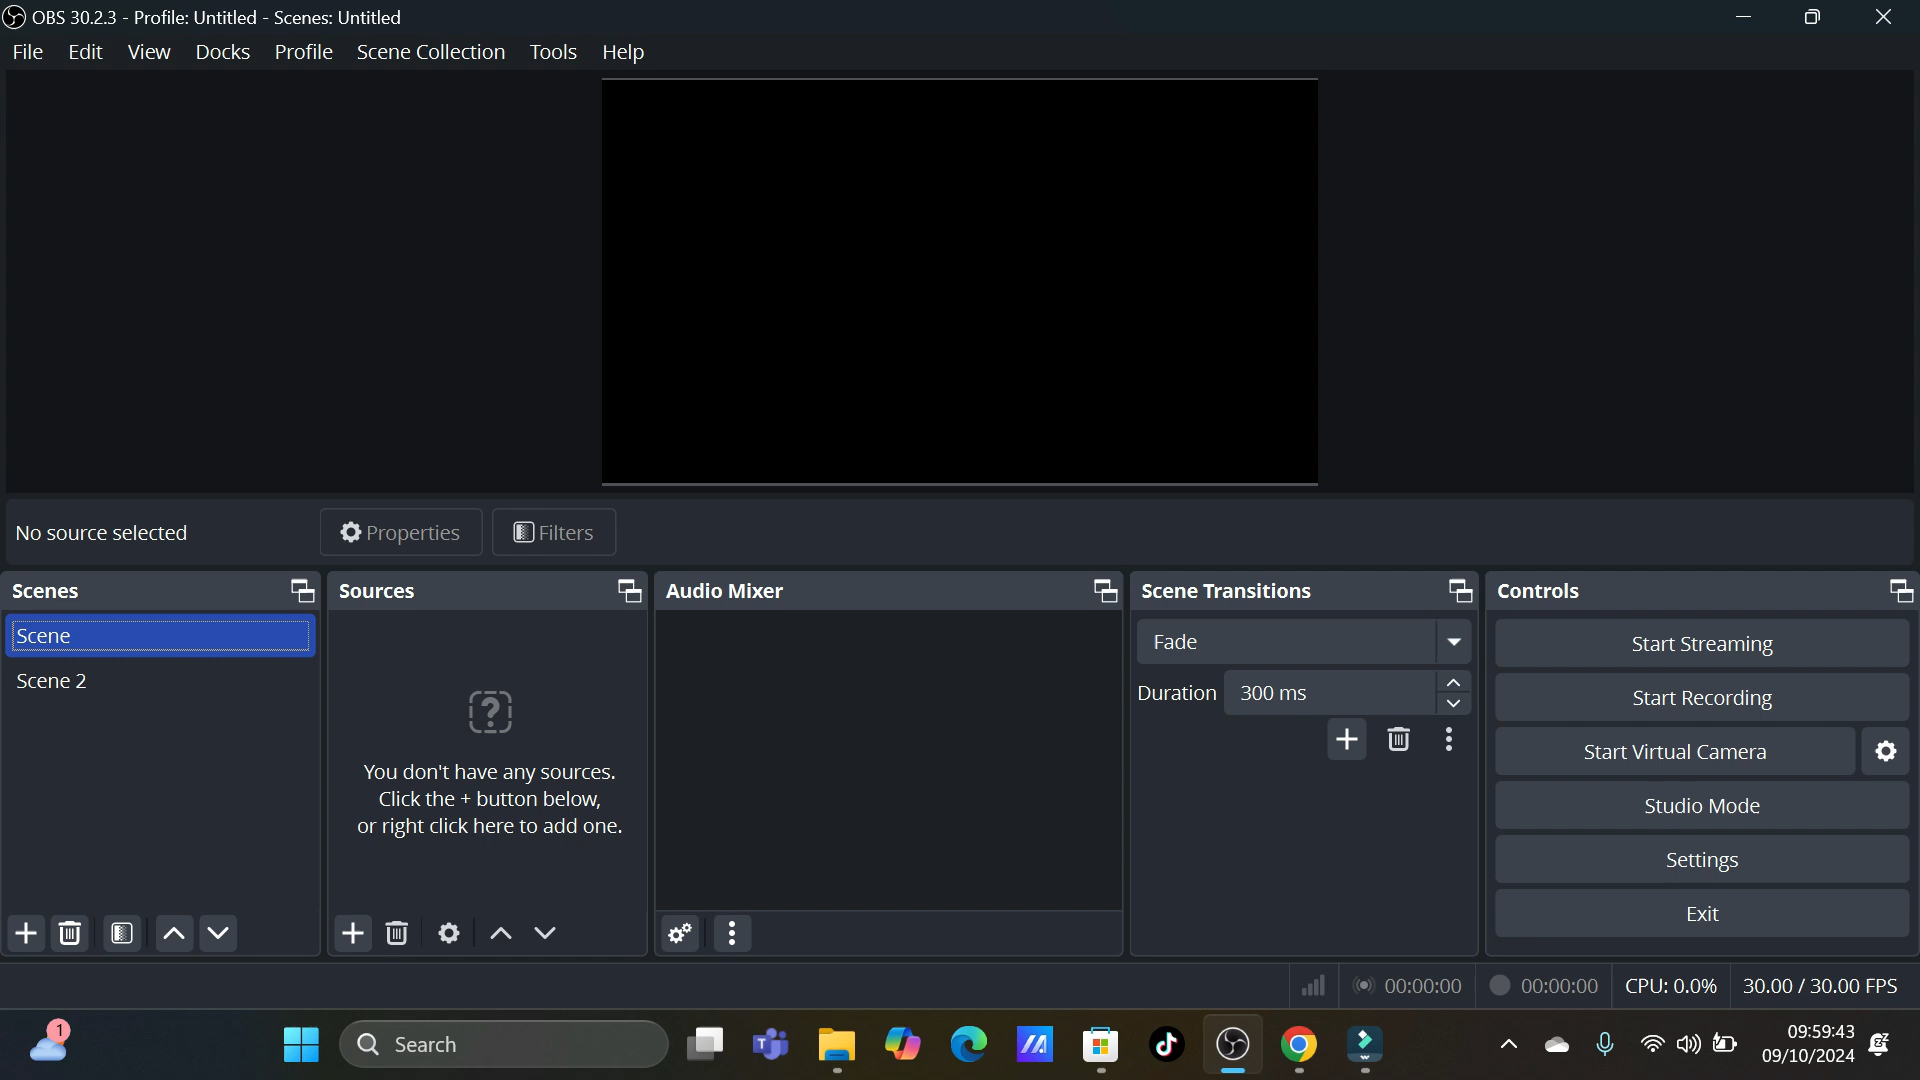 OBS 30.2.3 - Profile: Untitled - Scenes: Untitled
File Edit View Docks Profile Scene Collection Tools Help
No source selected Properties Filters
Scenes
Scene
Scene 2
Sources
You don't have any sources.
Click the + button below,
or right click here to add one.
Audio Mixer
Scene Transitions
Fade
Duration 300 ms
Controls
Start Streaming
Start Recording
Start Virtual Camera
Studio Mode
Settings
Exit
00:00:00 00:00:00 CPU: 0.0% 30.00 / 30.00 FPS
1
Search
09:59:43
09/10/2024